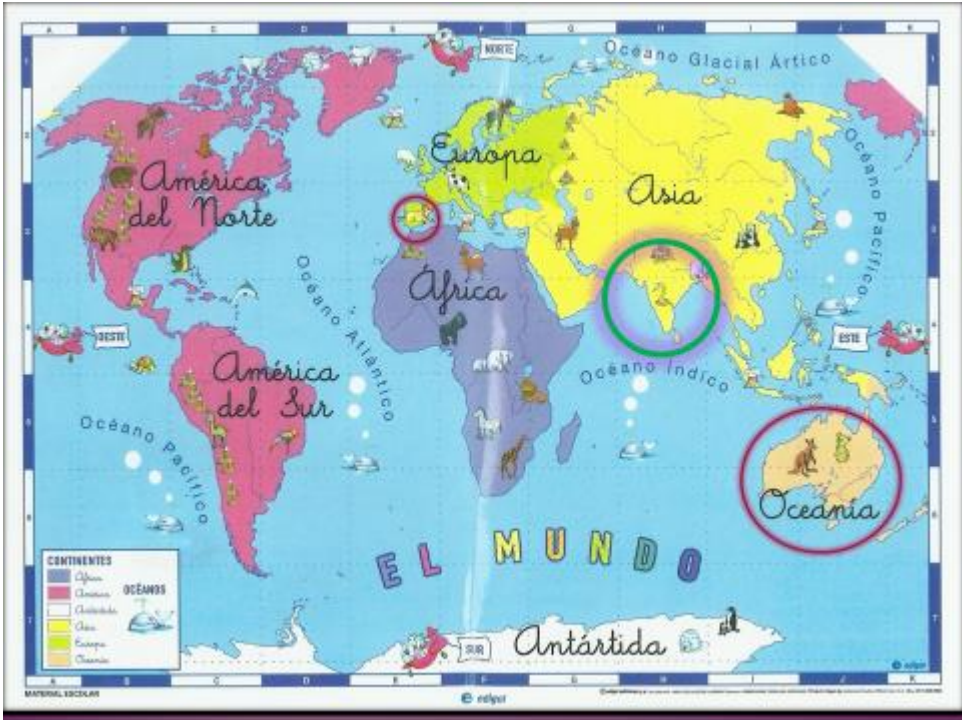 A B C D E F G H I J K
NORTE
Océano Glacial Ártico
Europa
América
del Norte
Asia
Océano Pacífico
África
Océano Atlántico
OESTE
ESTE
América
del Sur
Océano Índico
Océano Pacífico
Oceanía
EL MUNDO
CONTINENTES
África
América
Antártida
Asia
Europa
Oceanía
OCÉANOS
SUR
Antártida
edigol
MATERIAL ESCOLAR
edigol